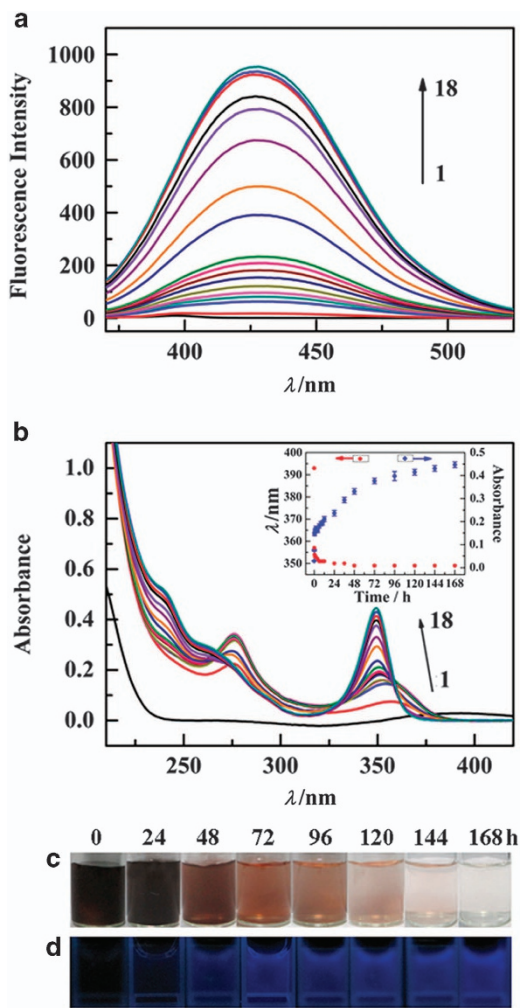 a
1000
800
600
400
200
0
Fluorescence Intensity
18
1
400
450
500
λ/nm
b
1.0
0.8
0.6
0.4
0.2
0.0
Absorbance
400
390
380
370
360
350
λ/nm
0.5
0.4
0.3
0.2
0.1
0.0
Absorbance
0 24 48 72 96 120 144 168
Time / h
18
1
250
300
350
400
λ/nm
0 24 48 72 96 120 144 168 h
c
d